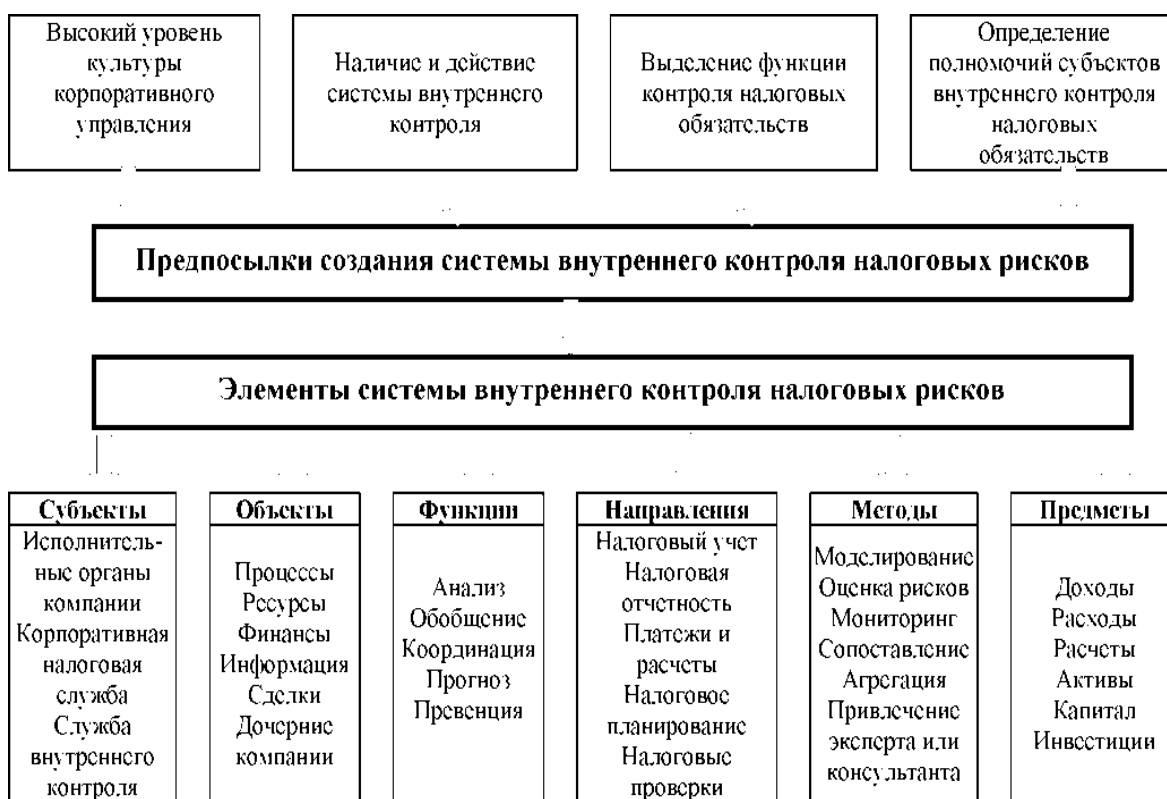 Высокий уровень
культуры
корпоративного
управления
Наличие и действие
системы внутреннего
контроля
Выделение функции
контроля налоговых
обязательств
Определение
полномочий субъектов
внутреннего контроля
налоговых
обязательств
Предпосылки создания системы внутреннего контроля налоговых рисков
Элементы системы внутреннего контроля налоговых рисков
Субъекты
Исполнитель-
ные органы
компании
Корпоративная
налоговая
служба
Служба
внутреннего
контроля
Объекты
Процессы
Ресурсы
Финансы
Информация
Сделки
Дочерние
компании
Функции
Анализ
Обобщение
Координация
Прогноз
Превенция
Направления
Налоговый учет
Налоговая
отчетность
Платежи и
расчеты
Налоговое
планирование
Налоговые
проверки
Методы
Моделирование
Оценка рисков
Мониторинг
Сопоставление
Агрегация
Привлечение
эксперта или
консультанта
Предметы
Доходы
Расходы
Расчеты
Активы
Капитал
Инвестиции